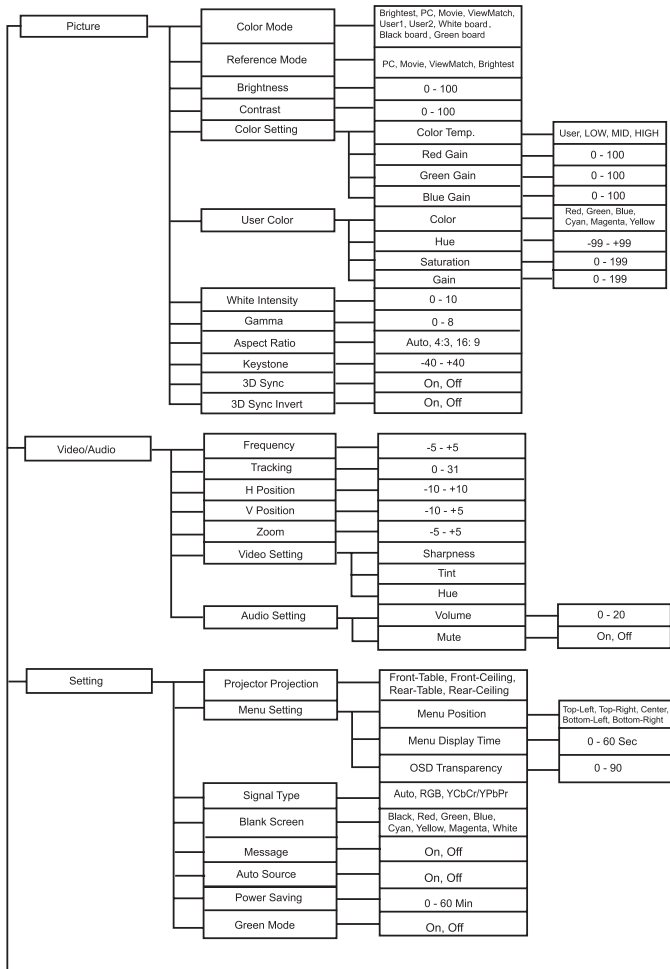 Picture
Color Mode
Brightest, PC, Movie, ViewMatch,
User1, User2, White board,
Black board, Green board
Reference Mode
PC, Movie, ViewMatch, Brightest
Brightness
0 - 100
Contrast
0 - 100
Color Setting
Color Temp.
User, LOW, MID, HIGH
Red Gain
0 - 100
Green Gain
0 - 100
Blue Gain
0 - 100
User Color
Color
Red, Green, Blue,
Cyan, Magenta, Yellow
Hue
-99 - +99
Saturation
0 - 199
Gain
0 - 199
White Intensity
0 - 10
Gamma
0 - 8
Aspect Ratio
Auto, 4:3, 16: 9
Keystone
-40 - +40
3D Sync
On, Off
3D Sync Invert
On, Off
Video/Audio
Frequency
-5 - +5
Tracking
0 - 31
H Position
-10 - +10
V Position
-10 - +5
Zoom
-5 - +5
Video Setting
Sharpness
Tint
Hue
Audio Setting
Volume
0 - 20
Mute
On, Off
Setting
Projector Projection
Front-Table, Front-Ceiling,
Rear-Table, Rear-Ceiling
Menu Setting
Menu Position
Top-Left, Top-Right, Center,
Bottom-Left, Bottom-Right
Menu Display Time
0 - 60 Sec
OSD Transparency
0 - 90
Signal Type
Auto, RGB, YCbCr/YPbPr
Blank Screen
Black, Red, Green, Blue,
Cyan, Yellow, Magenta, White
Message
On, Off
Auto Source
On, Off
Power Saving
0 - 60 Min
Green Mode
On, Off